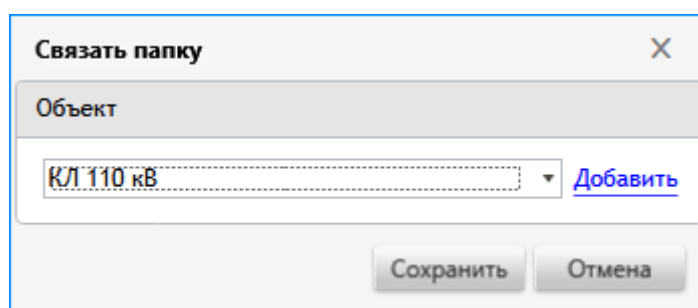 Связать папку
Объект
КЛ 110 кВ
Добавить
Сохранить
Отмена